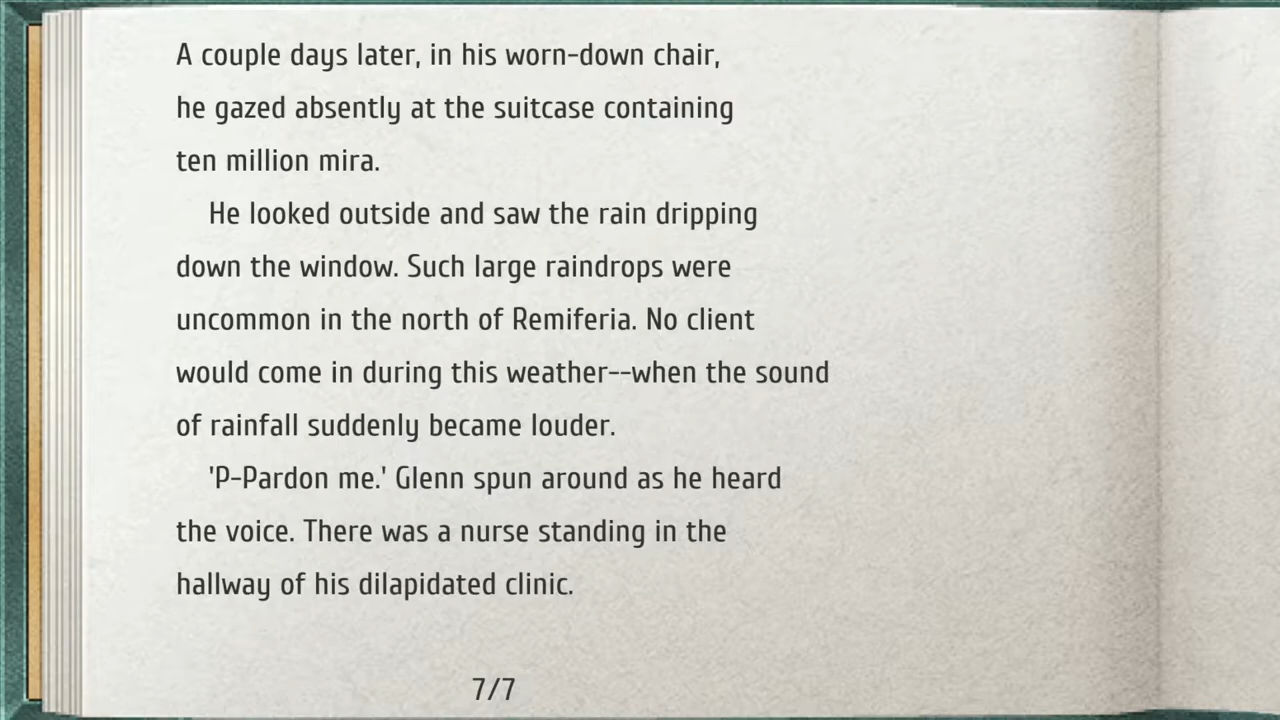 A couple days later, in his worn-down chair,
he gazed absently at the suitcase containing
ten million mira.
He looked outside and saw the rain dripping
down the window. Such large raindrops were
uncommon in the north of Remiferia. No client
would come in during this weather--when the sound
of rainfall suddenly became louder.
'P-Pardon me.' Glenn spun around as he heard
the voice. There was a nurse standing in the
hallway of his dilapidated clinic.
7/7